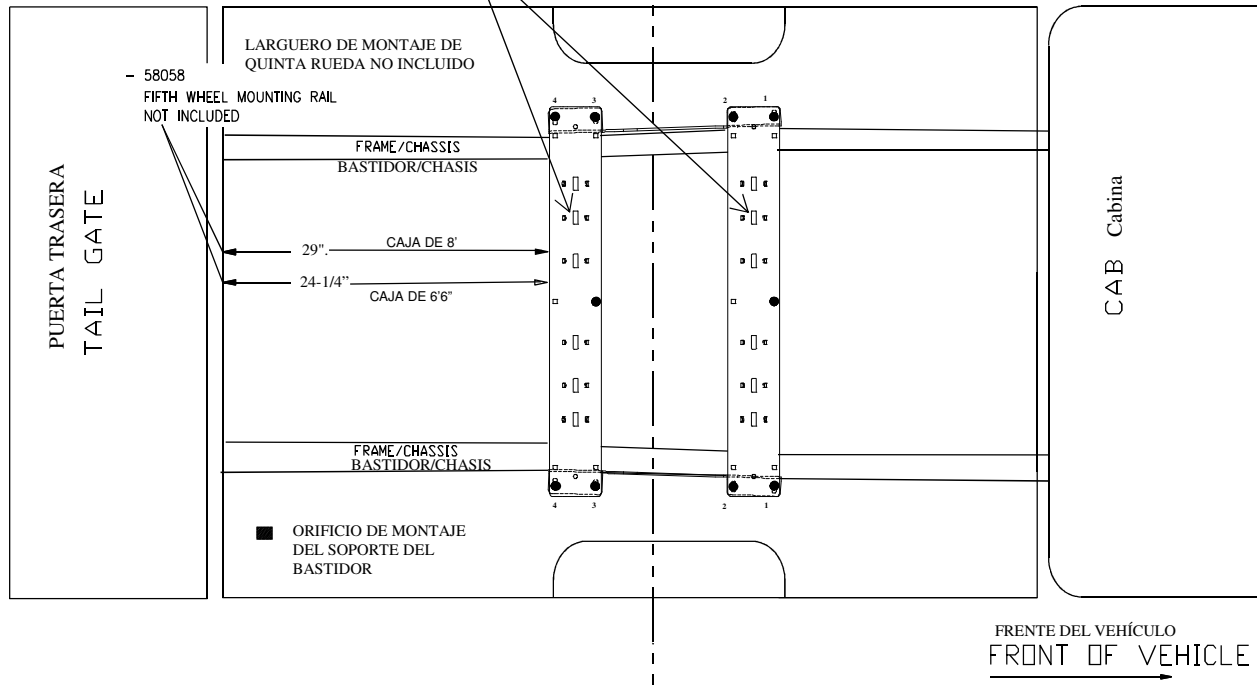 LARGUERO DE MONTAJE DE
QUINTA RUEDA NO INCLUIDO
- 58058
FIFTH WHEEL MOUNTING RAIL
NOT INCLUDED
4 3 2 1
FRAME/CHASSIS
BASTIDOR/CHASIS
PUERTA TRASERA
TAIL GATE
29".
CAJA DE 8'
24-1/4”
CAJA DE 6'6"
CAB Cabina
FRAME/CHASSIS
BASTIDOR/CHASIS
4 3 2 1
ORIFICIO DE MONTAJE
DEL SOPORTE DEL
BASTIDOR
FRENTE DEL VEHÍCULO
FRONT OF VEHICLE